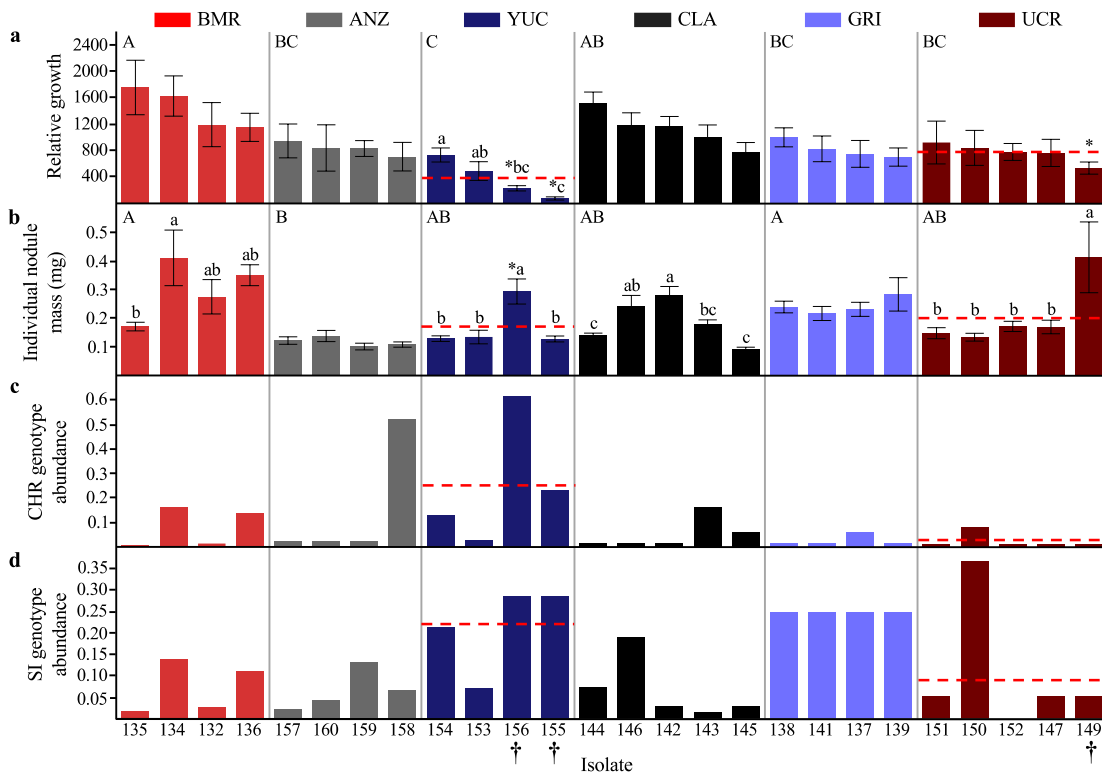 BMR ANZ YUC CLA GRI UCR
a
Relative growth
2400
2000
1600
1200
800
400
A BC C AB BC BC
a ab *bc *c *
b
Individual nodule
mass (mg)
0.5
0.4
0.3
0.2
0.1
A B AB AB A AB
b a ab ab b b *a b c ab a bc c b b b b a
c
CHR genotype
abundance
0.6
0.5
0.4
0.3
0.2
0.1
d
SI genotype
abundance
0.35
0.30
0.25
0.20
0.15
0.10
0.05
135 134 132 136 157 160 159 158 154 153 156 155 144 146 142 143 145 138 141 137 139 151 150 152 147 149
† † †
Isolate